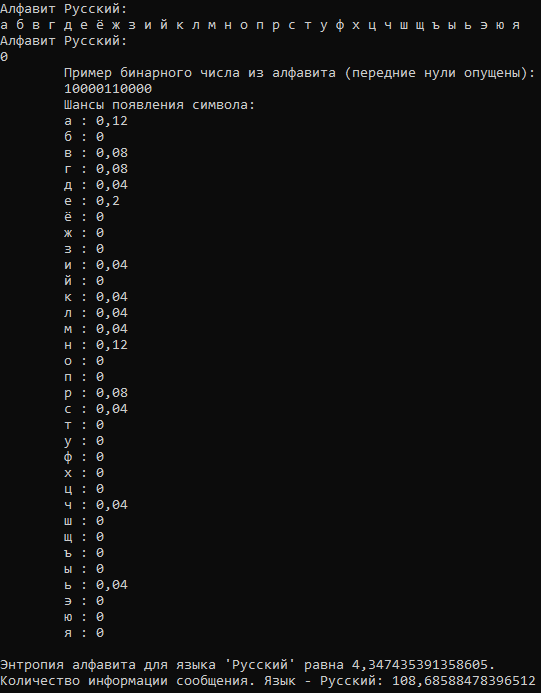 Алфавит Русский:
а б в г д е ё ж з и й к л м н о п р с т у ф х ц ч ш щ ъ ы ь э ю я
Алфавит Русский:
0
Пример бинарного числа из алфавита (передние нули опущены):
10000110000
Шансы появления символа:
а : 0,12
б : 0
в : 0,08
г : 0,08
д : 0,04
е : 0,2
ё : 0
ж : 0
з : 0
и : 0,04
й : 0
к : 0,04
л : 0,04
м : 0,04
н : 0,12
о : 0
п : 0
р : 0,08
с : 0,04
т : 0
у : 0
ф : 0
х : 0
ц : 0
ч : 0,04
ш : 0
щ : 0
ъ : 0
ы : 0
ь : 0,04
э : 0
ю : 0
я : 0
Энтропия алфавита для языка 'Русский' равна 4,347435391358605.
Количество информации сообщения. Язык - Русский: 108,68588478396512